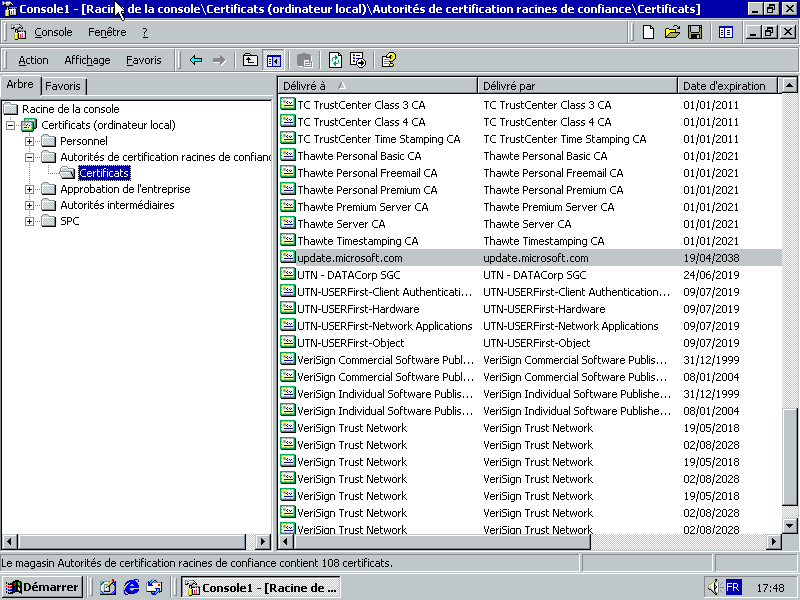 Console1 - [Racine de la console\Certificats (ordinateur local)\Autorités de certification racines de confiance\Certificats]
Console Fenêtre ?
Action Affichage Favoris
Arbre Favoris
Racine de la console
Certificats (ordinateur local)
Personnel
Autorités de certification racines de confianc
Certificats
Approbation de l'entreprise
Autorités intermédiaires
SPC
Délivré à Délivré par Date d'expiration
TC TrustCenter Class 3 CA TC TrustCenter Class 3 CA 01/01/2011
TC TrustCenter Class 4 CA TC TrustCenter Class 4 CA 01/01/2011
TC TrustCenter Time Stamping CA TC TrustCenter Time Stamping CA 01/01/2011
Thawte Personal Basic CA Thawte Personal Basic CA 01/01/2021
Thawte Personal Freemail CA Thawte Personal Freemail CA 01/01/2021
Thawte Personal Premium CA Thawte Personal Premium CA 01/01/2021
Thawte Premium Server CA Thawte Premium Server CA 01/01/2021
Thawte Server CA Thawte Server CA 01/01/2021
Thawte Timestamping CA Thawte Timestamping CA 01/01/2021
update.microsoft.com update.microsoft.com 19/04/2038
UTN - DATACorp SGC UTN - DATACorp SGC 24/06/2019
UTN-USERFirst-Client Authenticati... UTN-USERFirst-Client Authentication... 09/07/2019
UTN-USERFirst-Hardware UTN-USERFirst-Hardware 09/07/2019
UTN-USERFirst-Network Applications UTN-USERFirst-Network Applications 09/07/2019
UTN-USERFirst-Object UTN-USERFirst-Object 09/07/2019
VeriSign Commercial Software Publ... VeriSign Commercial Software Publis... 31/12/1999
VeriSign Commercial Software Publ... VeriSign Commercial Software Publis... 08/01/2004
VeriSign Individual Software Publis... VeriSign Individual Software Publishe... 31/12/1999
VeriSign Individual Software Publis... VeriSign Individual Software Publishe... 08/01/2004
VeriSign Trust Network VeriSign Trust Network 19/05/2018
VeriSign Trust Network VeriSign Trust Network 02/08/2028
VeriSign Trust Network VeriSign Trust Network 19/05/2018
VeriSign Trust Network VeriSign Trust Network 02/08/2028
VeriSign Trust Network VeriSign Trust Network 19/05/2018
VeriSign Trust Network VeriSign Trust Network 02/08/2028
VeriSign Trust Network VeriSign Trust Network 02/08/2028
Le magasin Autorités de certification racines de confiance contient 108 certificats.
Démarrer Console1 - [Racine de ... FR 17:48